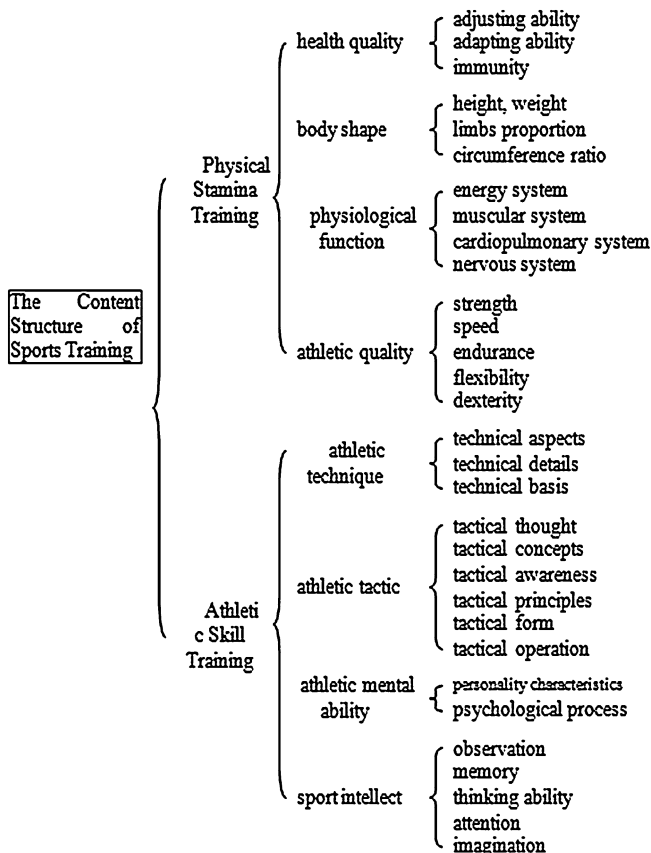 The Content
Structure of
Sports Training
Physical
Stamina
Training
health quality
adjusting ability
adapting ability
immunity
body shape
height, weight
limbs proportion
circumference ratio
physiological
function
energy system
muscular system
cardiopulmonary system
nervous system
athletic quality
strength
speed
endurance
flexibility
dexterity
Athleti
c Skill
Training
athletic
technique
technical aspects
technical details
technical basis
athletic tactic
tactical thought
tactical concepts
tactical awareness
tactical principles
tactical form
tactical operation
athletic mental
ability
personality characteristics
psychological process
sport intellect
observation
memory
thinking ability
attention
imagination